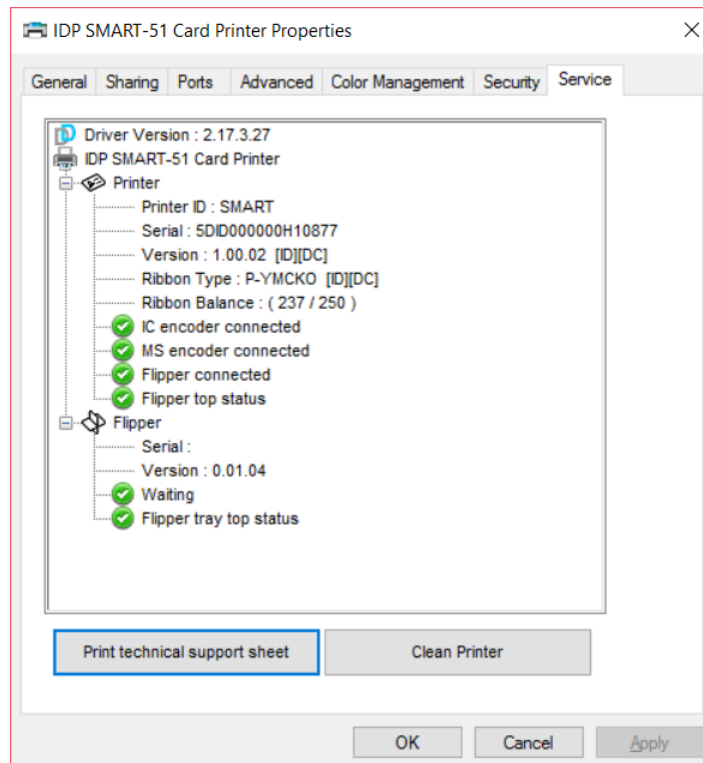 IDP SMART-51 Card Printer Properties
General Sharing Ports Advanced Color Management Security Service
Driver Version : 2.17.3.27
IDP SMART-51 Card Printer
Printer
Printer ID : SMART
Serial : 5DID000000H10877
Version : 1.00.02 [ID][DC]
Ribbon Type : P-YMCKO [ID][DC]
Ribbon Balance : ( 237 / 250 )
IC encoder connected
MS encoder connected
Flipper connected
Flipper top status
Flipper
Serial :
Version : 0.01.04
Waiting
Flipper tray top status
Print technical support sheet Clean Printer
OK Cancel Apply